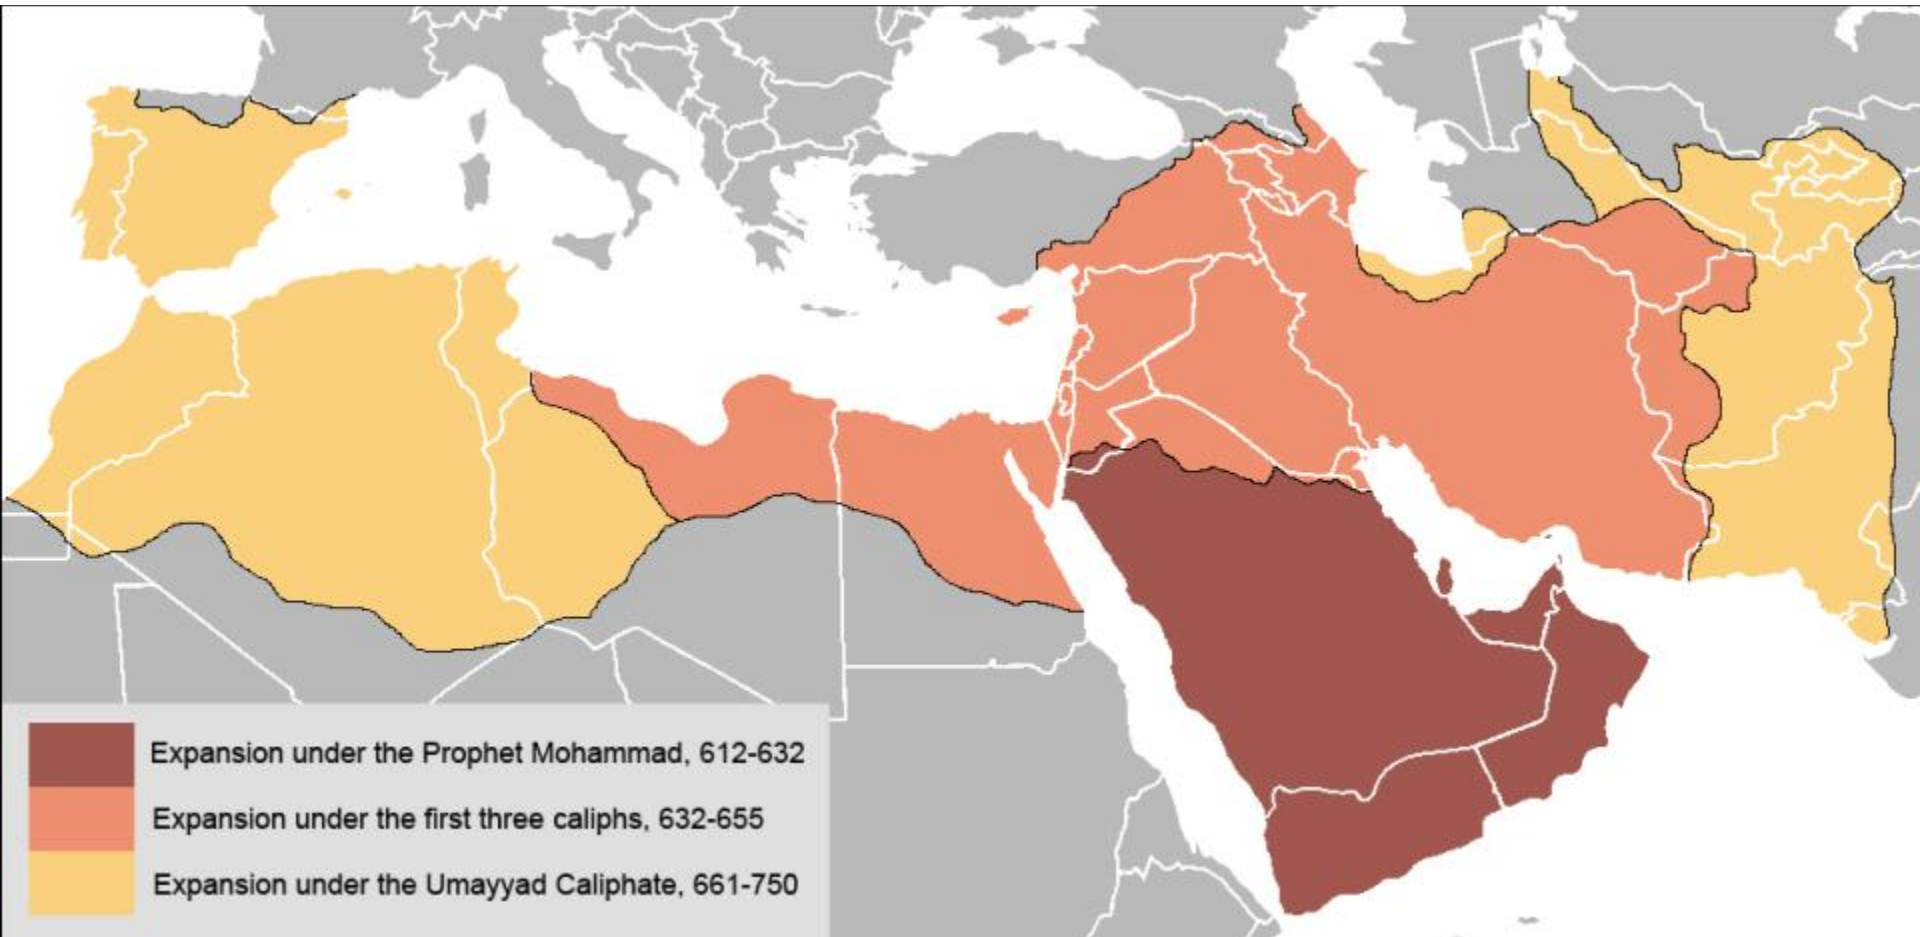 Expansion under the Prophet Mohammad, 612-632
Expansion under the first three caliphs, 632-655
Expansion under the Umayyad Caliphate, 661-750